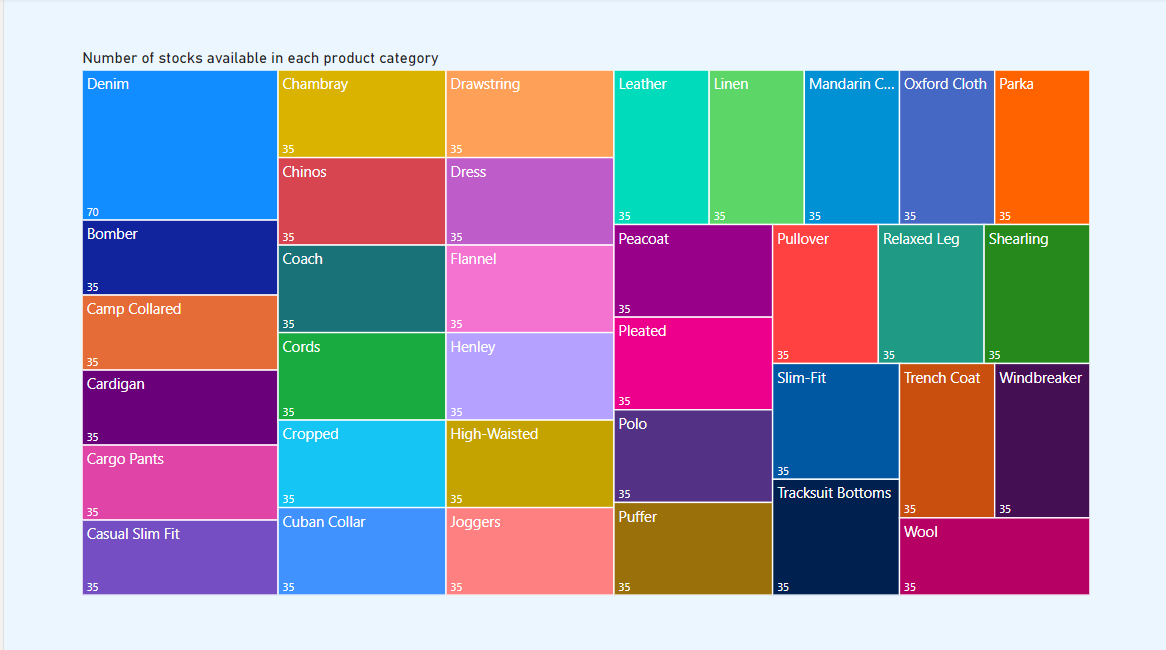 Number of stocks available in each product category
Denim
70
Bomber
35
Camp Collared
35
Cardigan
35
Cargo Pants
35
Casual Slim Fit
35
Chambray
35
Chinos
35
Coach
35
Cords
35
Cropped
35
Cuban Collar
35
Drawstring
35
Dress
35
Flannel
35
Henley
35
High-Waisted
35
Joggers
35
Leather
35
Linen
35
Mandarin C...
35
Oxford Cloth
35
Parka
35
Peacoat
35
Pleated
35
Polo
35
Puffer
35
Pullover
35
Relaxed Leg
35
Shearling
35
Slim-Fit
35
Tracksuit Bottoms
35
Trench Coat
35
Windbreaker
35
Wool
35